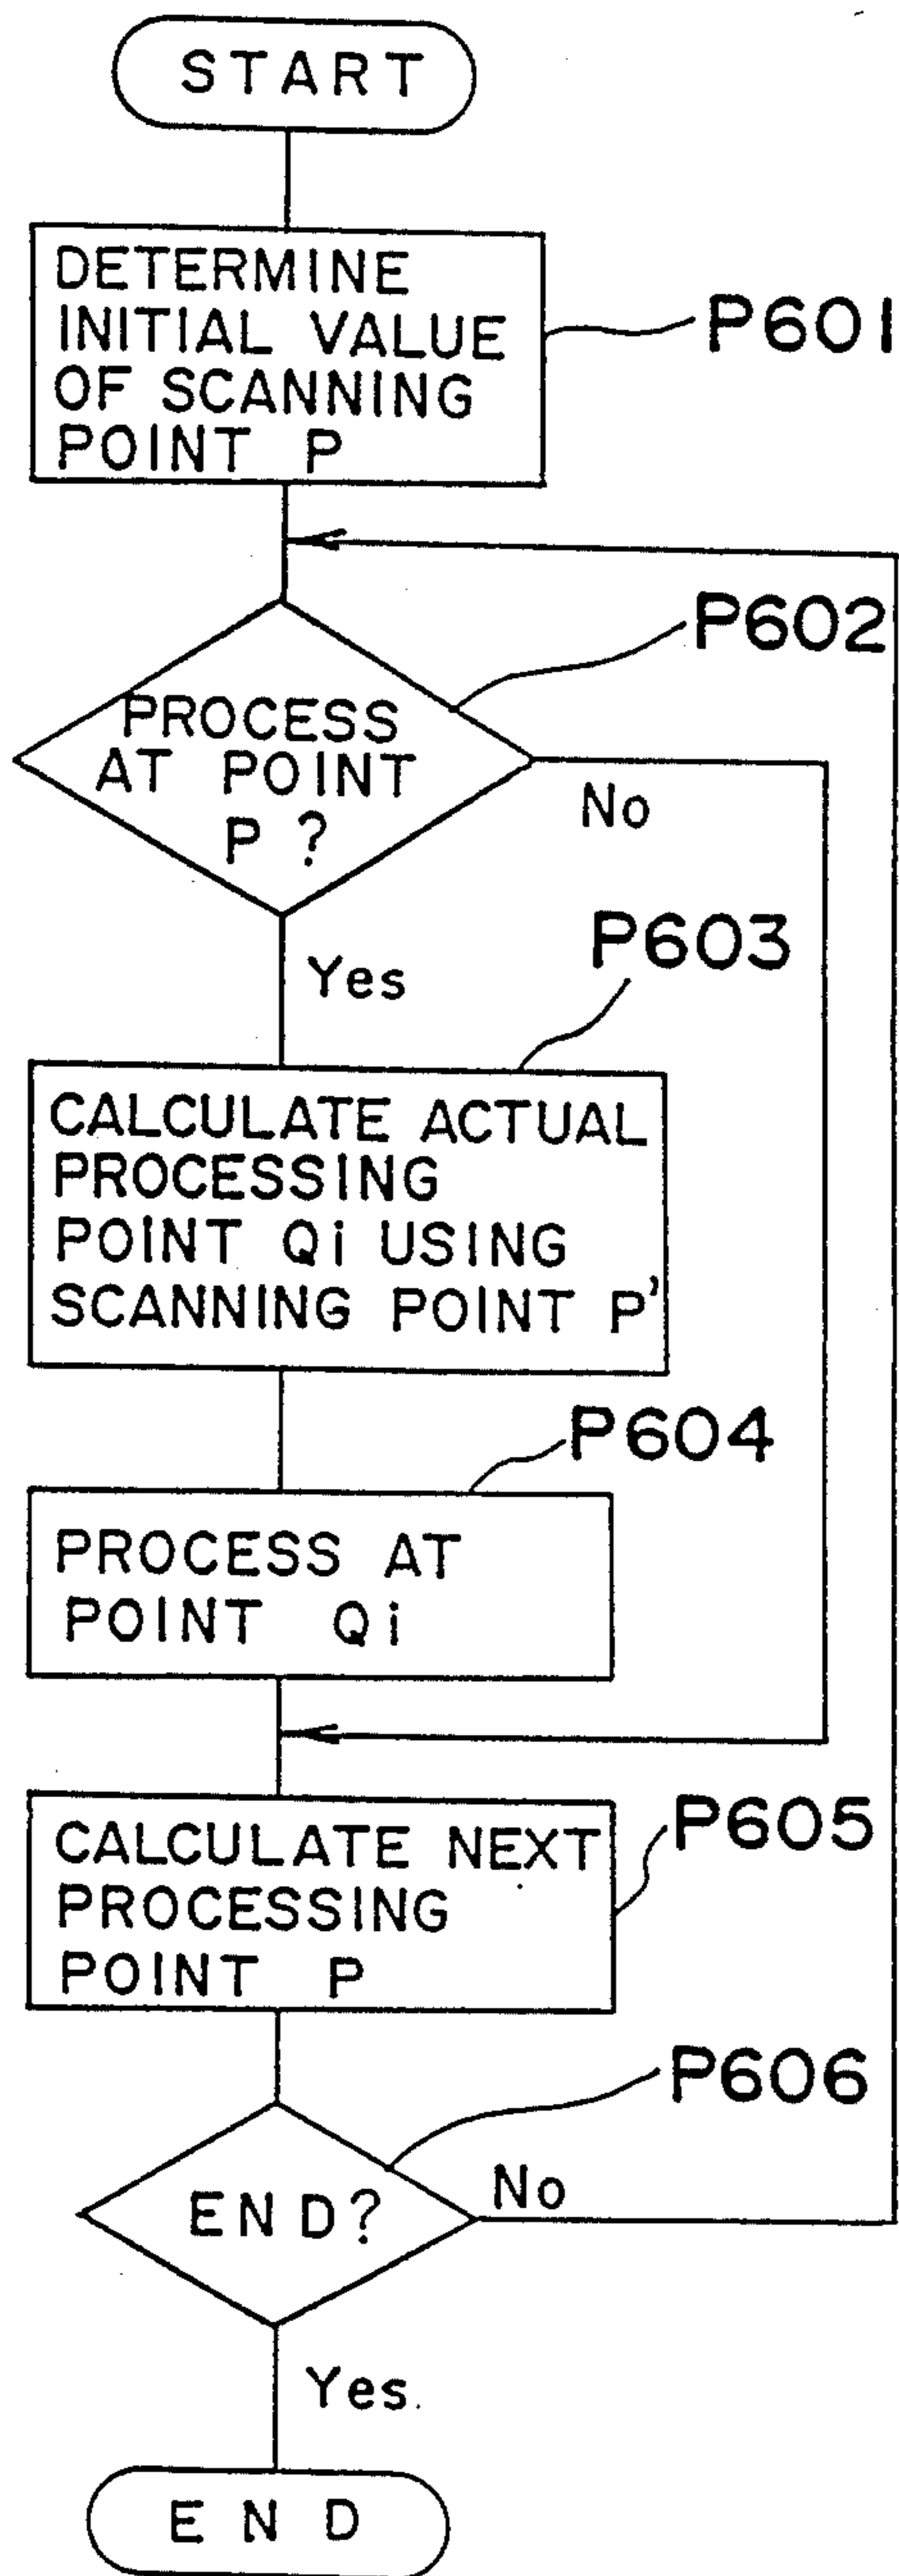 START
DETERMINE
INITIAL VALUE
OF SCANNING
POINT P
P601
P602
PROCESS
AT POINT
P ?
No
Yes
P603
CALCULATE ACTUAL
PROCESSING
POINT Qi USING
SCANNING POINT P'
P604
PROCESS AT
POINT Qi
CALCULATE NEXT
PROCESSING
POINT P
P605
P606
END?
No
Yes
END